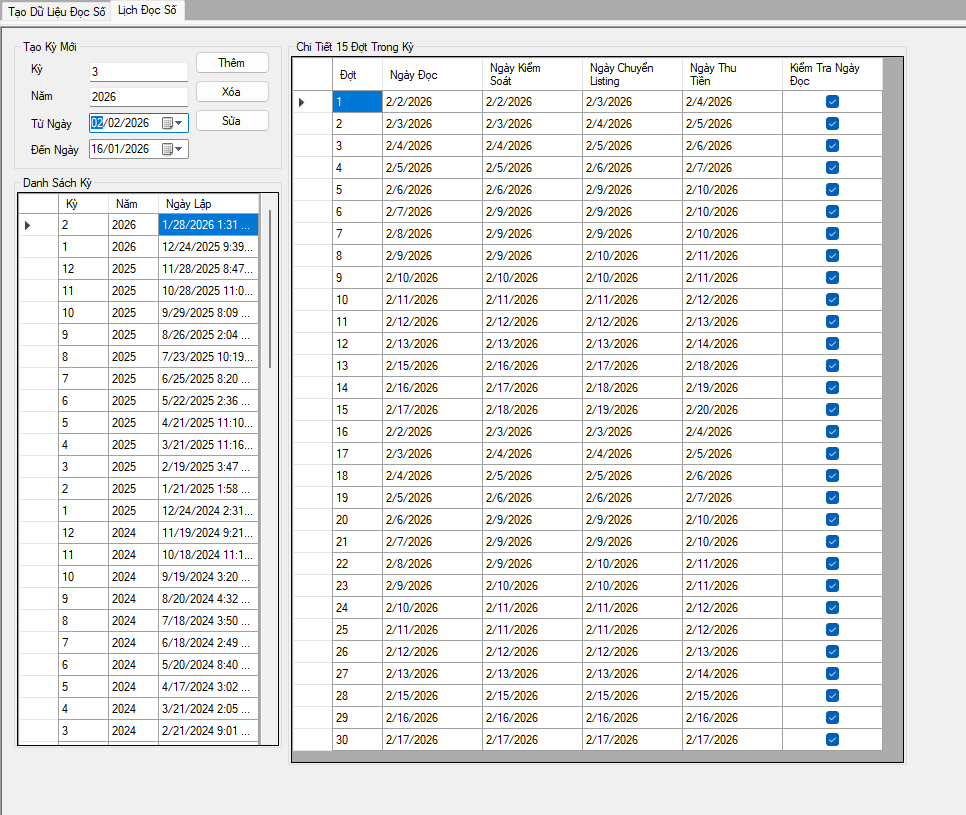 Tạo Dữ Liệu Đọc Số Lịch Đọc Số
Tạo Kỳ Mới
Kỳ 3 Thêm
Năm 2026 Xóa
Từ Ngày 02/02/2026 Sửa
Đến Ngày 16/01/2026
Danh Sách Kỳ
Kỳ Năm Ngày Lập
2 2026 1/28/2026 1:31 ...
1 2026 12/24/2025 9:39...
12 2025 11/28/2025 8:47...
11 2025 10/28/2025 11:0...
10 2025 9/29/2025 8:09 ...
9 2025 8/26/2025 2:04 ...
8 2025 7/23/2025 10:19...
7 2025 6/25/2025 8:20 ...
6 2025 5/22/2025 2:36 ...
5 2025 4/21/2025 11:10...
4 2025 3/21/2025 11:16...
3 2025 2/19/2025 3:47 ...
2 2025 1/21/2025 1:58 ...
1 2025 12/24/2024 2:31...
12 2024 11/19/2024 9:21...
11 2024 10/18/2024 11:1...
10 2024 9/19/2024 3:20 ...
9 2024 8/20/2024 4:32 ...
8 2024 7/18/2024 3:50 ...
7 2024 6/18/2024 2:49 ...
6 2024 5/20/2024 8:40 ...
5 2024 4/17/2024 3:02 ...
4 2024 3/21/2024 2:05 ...
3 2024 2/21/2024 9:01 ...
Chi Tiết 15 Đợt Trong Kỳ
Đợt Ngày Đọc Ngày Kiểm Soát Ngày Chuyển Listing Ngày Thu Tiền Kiểm Tra Ngày Đọc
1 2/2/2026 2/2/2026 2/3/2026 2/4/2026
2 2/3/2026 2/3/2026 2/4/2026 2/5/2026
3 2/4/2026 2/4/2026 2/5/2026 2/6/2026
4 2/5/2026 2/5/2026 2/6/2026 2/7/2026
5 2/6/2026 2/6/2026 2/9/2026 2/10/2026
6 2/7/2026 2/9/2026 2/9/2026 2/10/2026
7 2/8/2026 2/9/2026 2/9/2026 2/10/2026
8 2/9/2026 2/9/2026 2/10/2026 2/11/2026
9 2/10/2026 2/10/2026 2/10/2026 2/11/2026
10 2/11/2026 2/11/2026 2/11/2026 2/12/2026
11 2/12/2026 2/12/2026 2/12/2026 2/13/2026
12 2/13/2026 2/13/2026 2/13/2026 2/14/2026
13 2/15/2026 2/16/2026 2/17/2026 2/18/2026
14 2/16/2026 2/17/2026 2/18/2026 2/19/2026
15 2/17/2026 2/18/2026 2/19/2026 2/20/2026
16 2/2/2026 2/3/2026 2/3/2026 2/4/2026
17 2/3/2026 2/4/2026 2/4/2026 2/5/2026
18 2/4/2026 2/5/2026 2/5/2026 2/6/2026
19 2/5/2026 2/6/2026 2/6/2026 2/7/2026
20 2/6/2026 2/9/2026 2/9/2026 2/10/2026
21 2/7/2026 2/9/2026 2/9/2026 2/10/2026
22 2/8/2026 2/9/2026 2/10/2026 2/11/2026
23 2/9/2026 2/10/2026 2/10/2026 2/11/2026
24 2/10/2026 2/11/2026 2/11/2026 2/12/2026
25 2/11/2026 2/11/2026 2/11/2026 2/12/2026
26 2/12/2026 2/12/2026 2/12/2026 2/13/2026
27 2/13/2026 2/13/2026 2/13/2026 2/14/2026
28 2/15/2026 2/15/2026 2/15/2026 2/15/2026
29 2/16/2026 2/16/2026 2/16/2026 2/16/2026
30 2/17/2026 2/17/2026 2/17/2026 2/17/2026